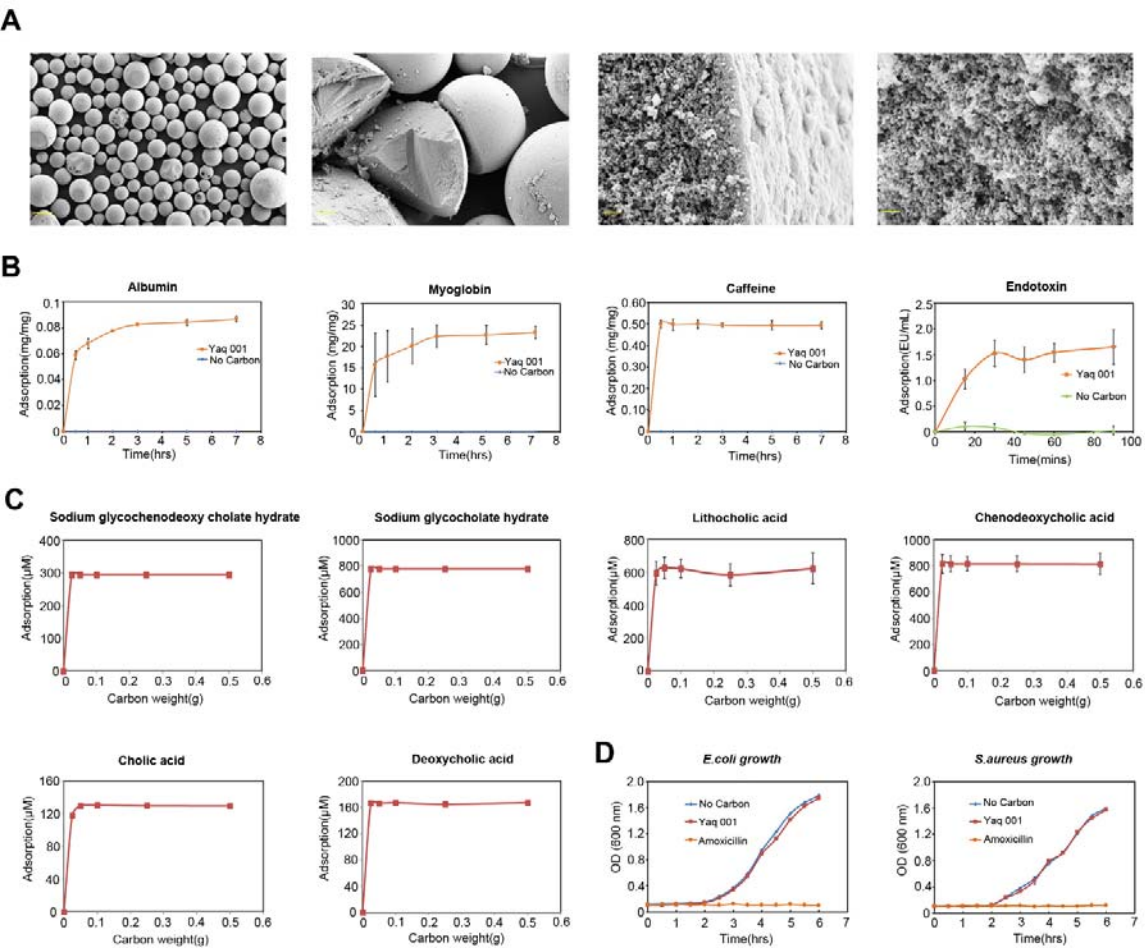 A
B
Albumin
Adsorption(mg/mg)
0.1
0.08
0.06
0.04
0.02
0
Yaq 001
No Carbon
0 1 2 3 4 5 6 7 8
Time(hrs)
Myoglobin
Adsorption (mg/mg)
30
25
20
15
10
5
0
Yaq 001
No Carbon
0 1 2 3 4 5 6 7 8
Time(hrs)
Caffeine
Adsorption (mg/mg)
0.60
0.50
0.40
0.30
0.20
0.10
0
Yaq 001
No Carbon
0 1 2 3 4 5 6 7 8
Time(hrs)
Endotoxin
Adsorption(EU/mL)
2.5
2.0
1.5
1.0
0.5
0
Yaq 001
No Carbon
0 20 40 60 80 100
Time(mins)
C
Sodium glycochenodeoxy cholate hydrate
Adsorption(µM)
400
300
200
100
0
0 0.1 0.2 0.3 0.4 0.5 0.6
Carbon weight(g)
Sodium glycocholate hydrate
Adsorption(µM)
1000
800
600
400
200
0
0 0.1 0.2 0.3 0.4 0.5 0.6
Carbon weight(g)
Lithocholic acid
Adsorption(µM)
800
600
400
200
0
0 0.1 0.2 0.3 0.4 0.5 0.6
Carbon weight(g)
Chenodeoxycholic acid
Adsorption(µM)
1000
800
600
400
200
0
0 0.1 0.2 0.3 0.4 0.5 0.6
Carbon weight(g)
Cholic acid
Adsorption(µM)
160
120
80
40
0
0 0.1 0.2 0.3 0.4 0.5 0.6
Carbon weight(g)
Deoxycholic acid
Adsorption(µM)
200
160
120
80
40
0
0 0.1 0.2 0.3 0.4 0.5 0.6
Carbon weight(g)
D
E.coli growth
OD (600 nm)
2.0
1.6
1.2
0.8
0.4
0
No Carbon
Yaq 001
Amoxicillin
0 1 2 3 4 5 6 7
Time(hrs)
S.aureus growth
OD (600 nm)
2.0
1.6
1.2
0.8
0.4
0
No Carbon
Yaq 001
Amoxicillin
0 1 2 3 4 5 6 7
Time(hrs)